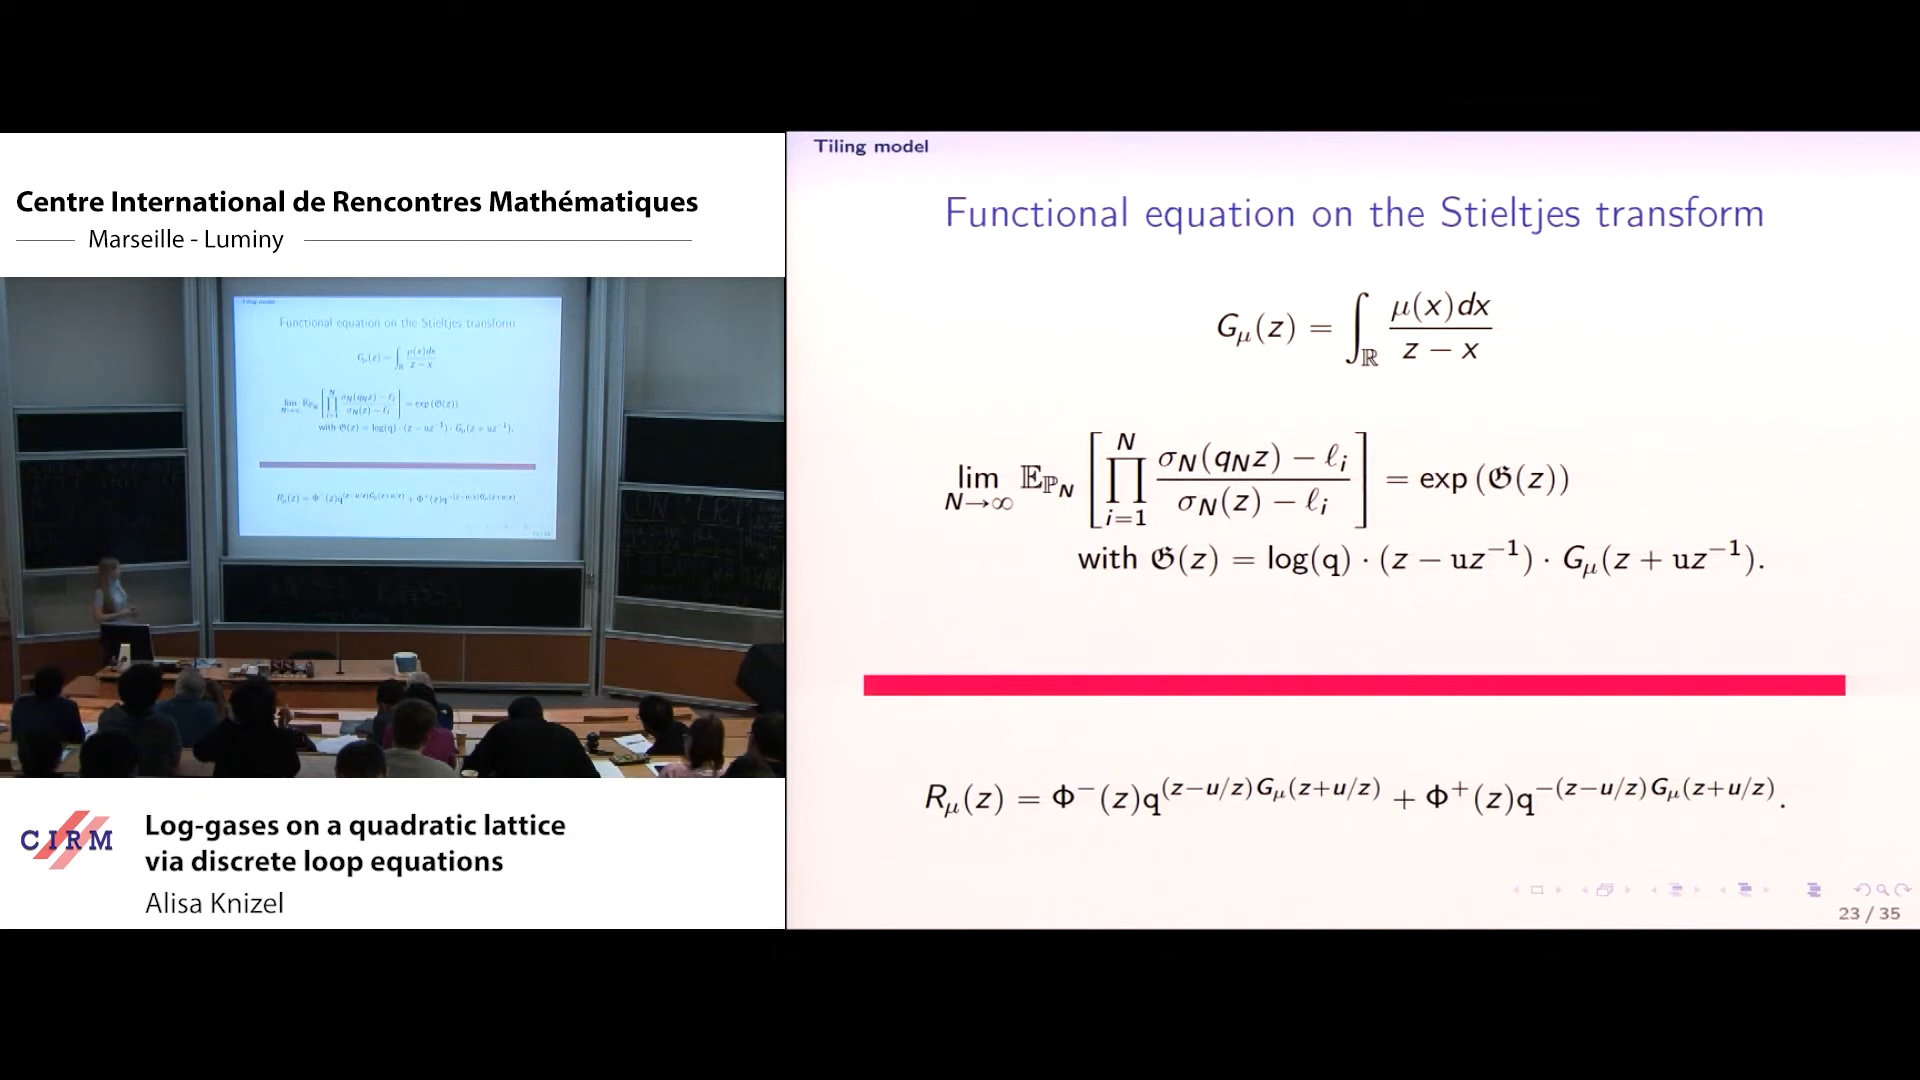 Centre International de Rencontres Mathématiques
Marseille - Luminy
Tiling model
Functional equation on the Stieltjes transform
G_μ(z) = ∫_ℝ μ(x)dx / (z − x)
lim_{N→∞} 𝔼_{ℙ_N} [ ∏_{i=1}^{N} (σ_N(q_N z) − ℓ_i) / (σ_N(z) − ℓ_i) ] = exp (𝔊(z))
with 𝔊(z) = log(q) · (z − uz⁻¹) · G_μ(z + uz⁻¹).
R_μ(z) = Φ⁻(z)q^{(z−u/z)G_μ(z+u/z)} + Φ⁺(z)q^{−(z−u/z)G_μ(z+u/z)}.
23 / 35
CIRM
Log-gases on a quadratic lattice
via discrete loop equations
Alisa Knizel